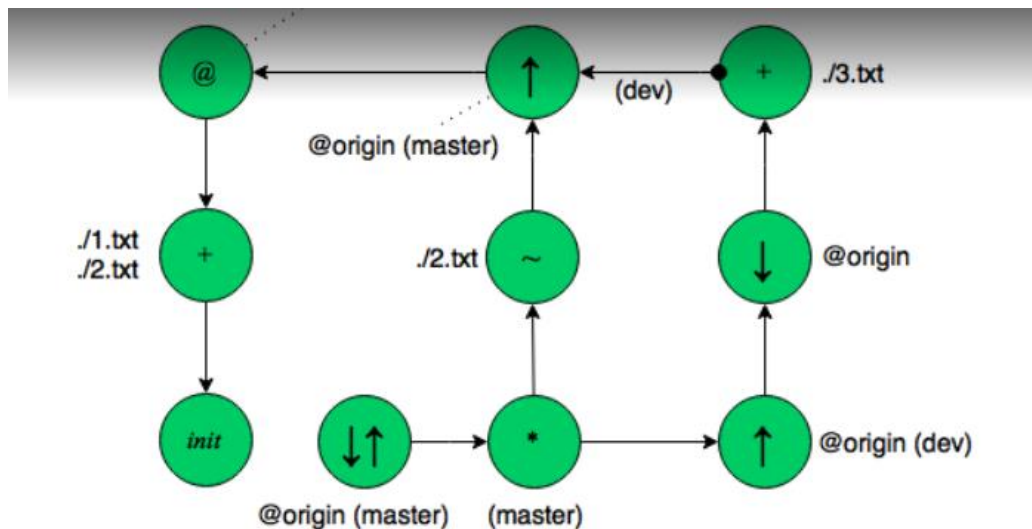 @
↑
+
./3.txt
(dev)
@origin (master)
./1.txt
./2.txt
+
./2.txt
~
↓
@origin
init
↓↑
*
↑
@origin (dev)
@origin (master)
(master)